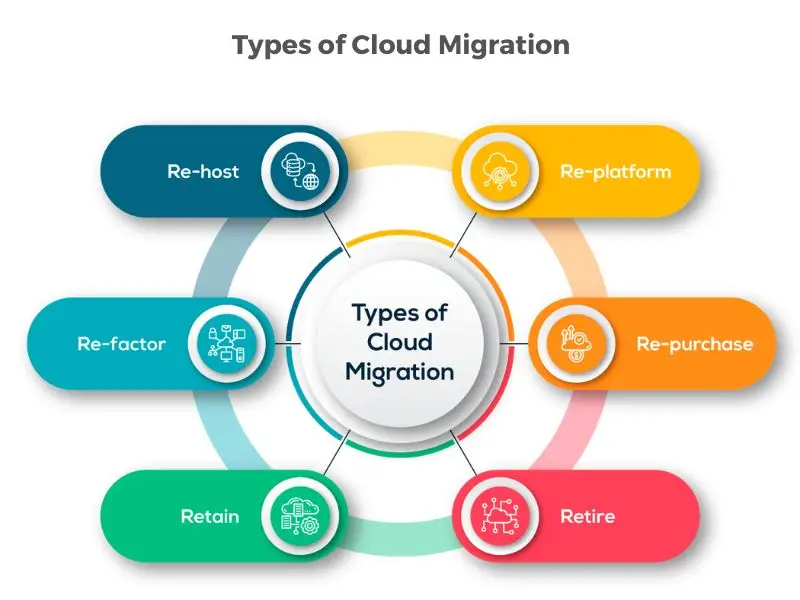 Types of Cloud Migration
Re-host
Re-platform
Types of
Cloud
Migration
Re-factor
Re-purchase
Retain
Retire